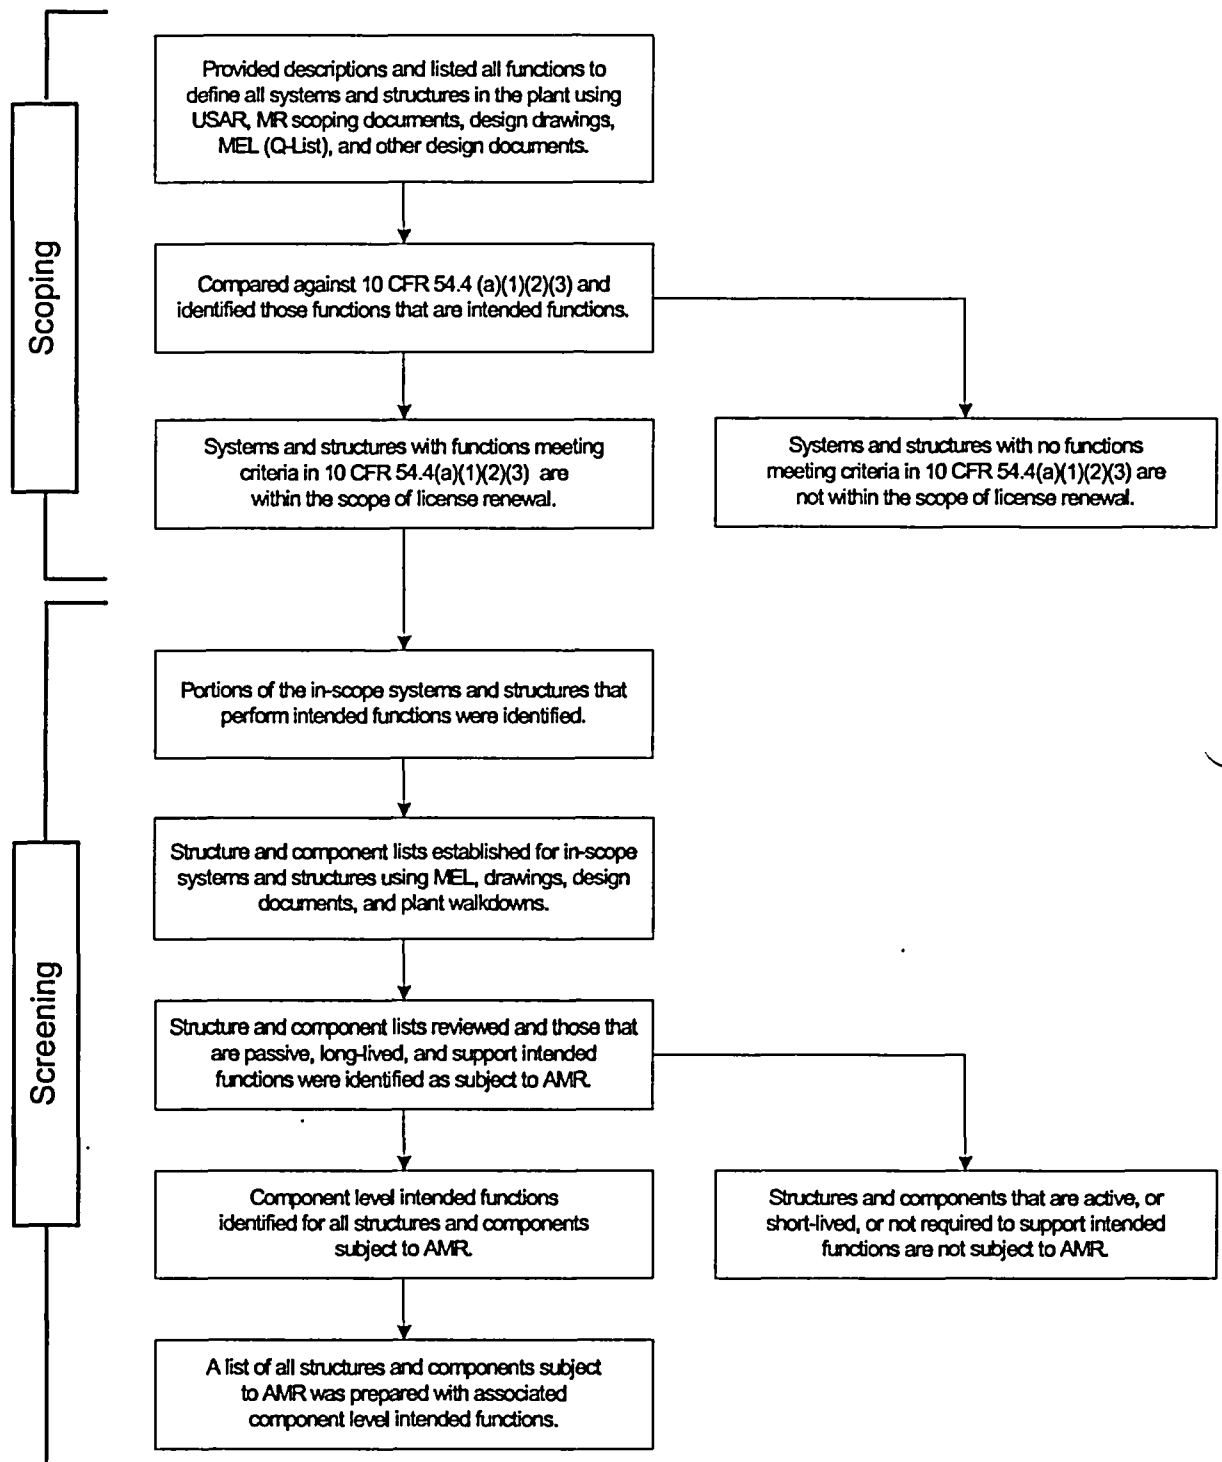 Scoping
Provided descriptions and listed all functions to
define all systems and structures in the plant using
USAR, MR scoping documents, design drawings,
MEL (Q-List), and other design documents.
Compared against 10 CFR 54.4 (a)(1)(2)(3) and
identified those functions that are intended functions.
Systems and structures with functions meeting
criteria in 10 CFR 54.4(a)(1)(2)(3) are
within the scope of license renewal.
Systems and structures with no functions
meeting criteria in 10 CFR 54.4(a)(1)(2)(3) are
not within the scope of license renewal.
Screening
Portions of the in-scope systems and structures that
perform intended functions were identified.
Structure and component lists established for in-scope
systems and structures using MEL, drawings, design
documents, and plant walkdowns.
Structure and component lists reviewed and those that
are passive, long-lived, and support intended
functions were identified as subject to AMR.
Component level intended functions
identified for all structures and components
subject to AMR.
Structures and components that are active, or
short-lived, or not required to support intended
functions are not subject to AMR.
A list of all structures and components subject
to AMR was prepared with associated
component level intended functions.